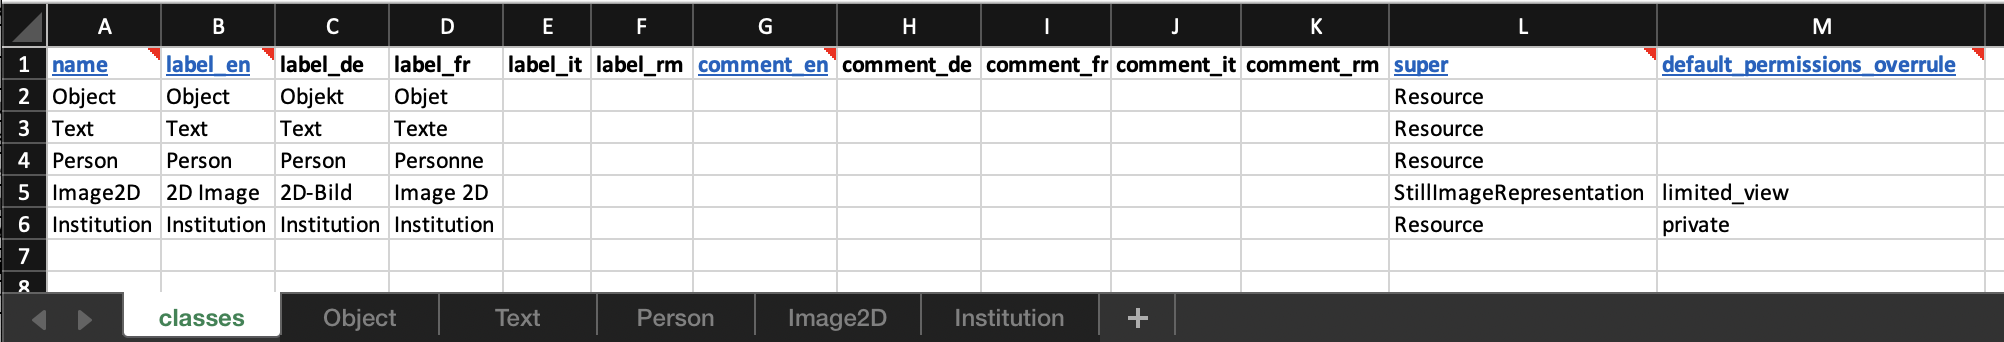 A B C D E F G H I J K L M
1 name label_en label_de label_fr label_it label_rm comment_en comment_de comment_fr comment_it comment_rm super default_permissions_overrule
2 Object Object Objekt Objet Resource
3 Text Text Text Texte Resource
4 Person Person Person Personne Resource
5 Image2D 2D Image 2D-Bild Image 2D StillImageRepresentation limited_view
6 Institution Institution Institution Institution Resource private
7
8
classes Object Text Person Image2D Institution +